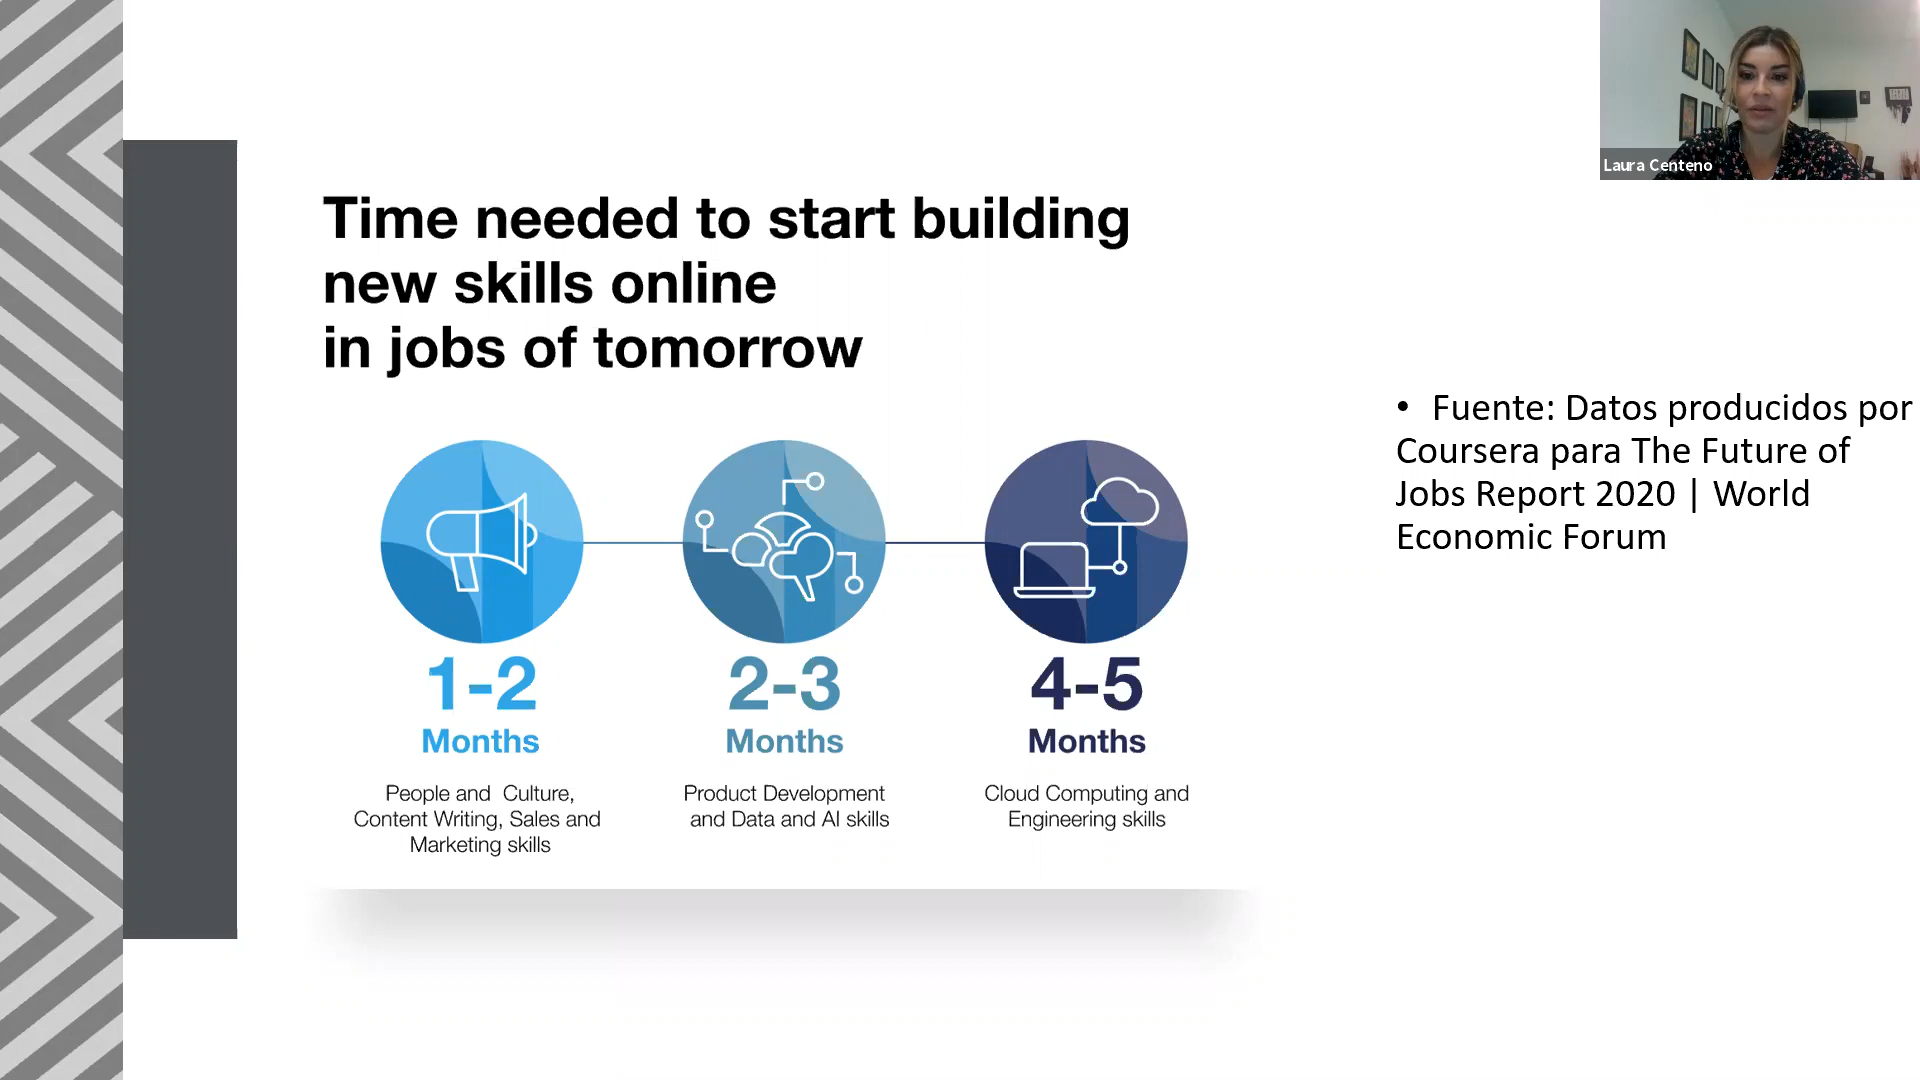 Laura Centeno
Time needed to start building
new skills online
in jobs of tomorrow
• Fuente: Datos producidos por
Coursera para The Future of
Jobs Report 2020 | World
Economic Forum
1-2
Months
People and Culture,
Content Writing, Sales and
Marketing skills
2-3
Months
Product Development
and Data and AI skills
4-5
Months
Cloud Computing and
Engineering skills